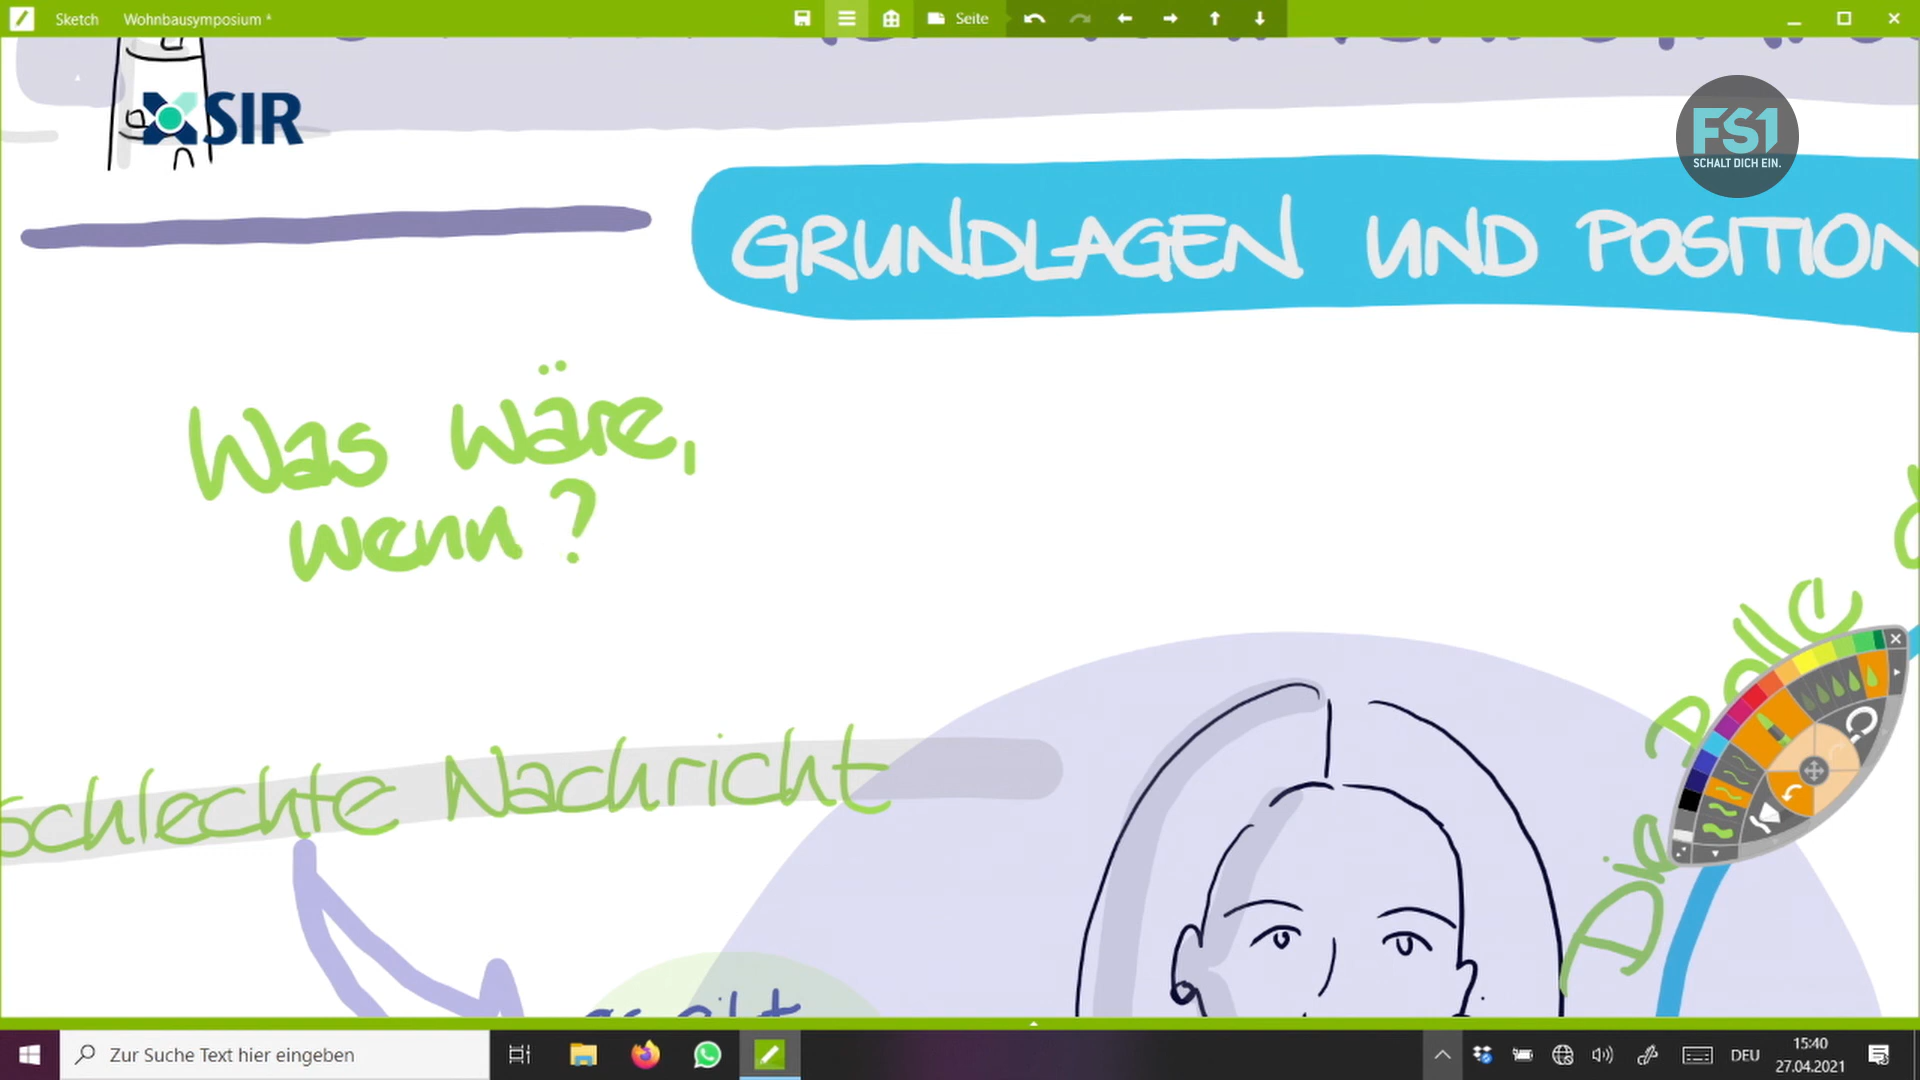 Sketch Wohnbausymposium *
Seite
SIR
FS1
SCHALT DICH EIN.
GRUNDLAGEN UND POSITION
Was wäre,
wenn?
schlechte Nachricht
Die Rolle
Zur Suche Text hier eingeben
DEU
15:40
27.04.2021